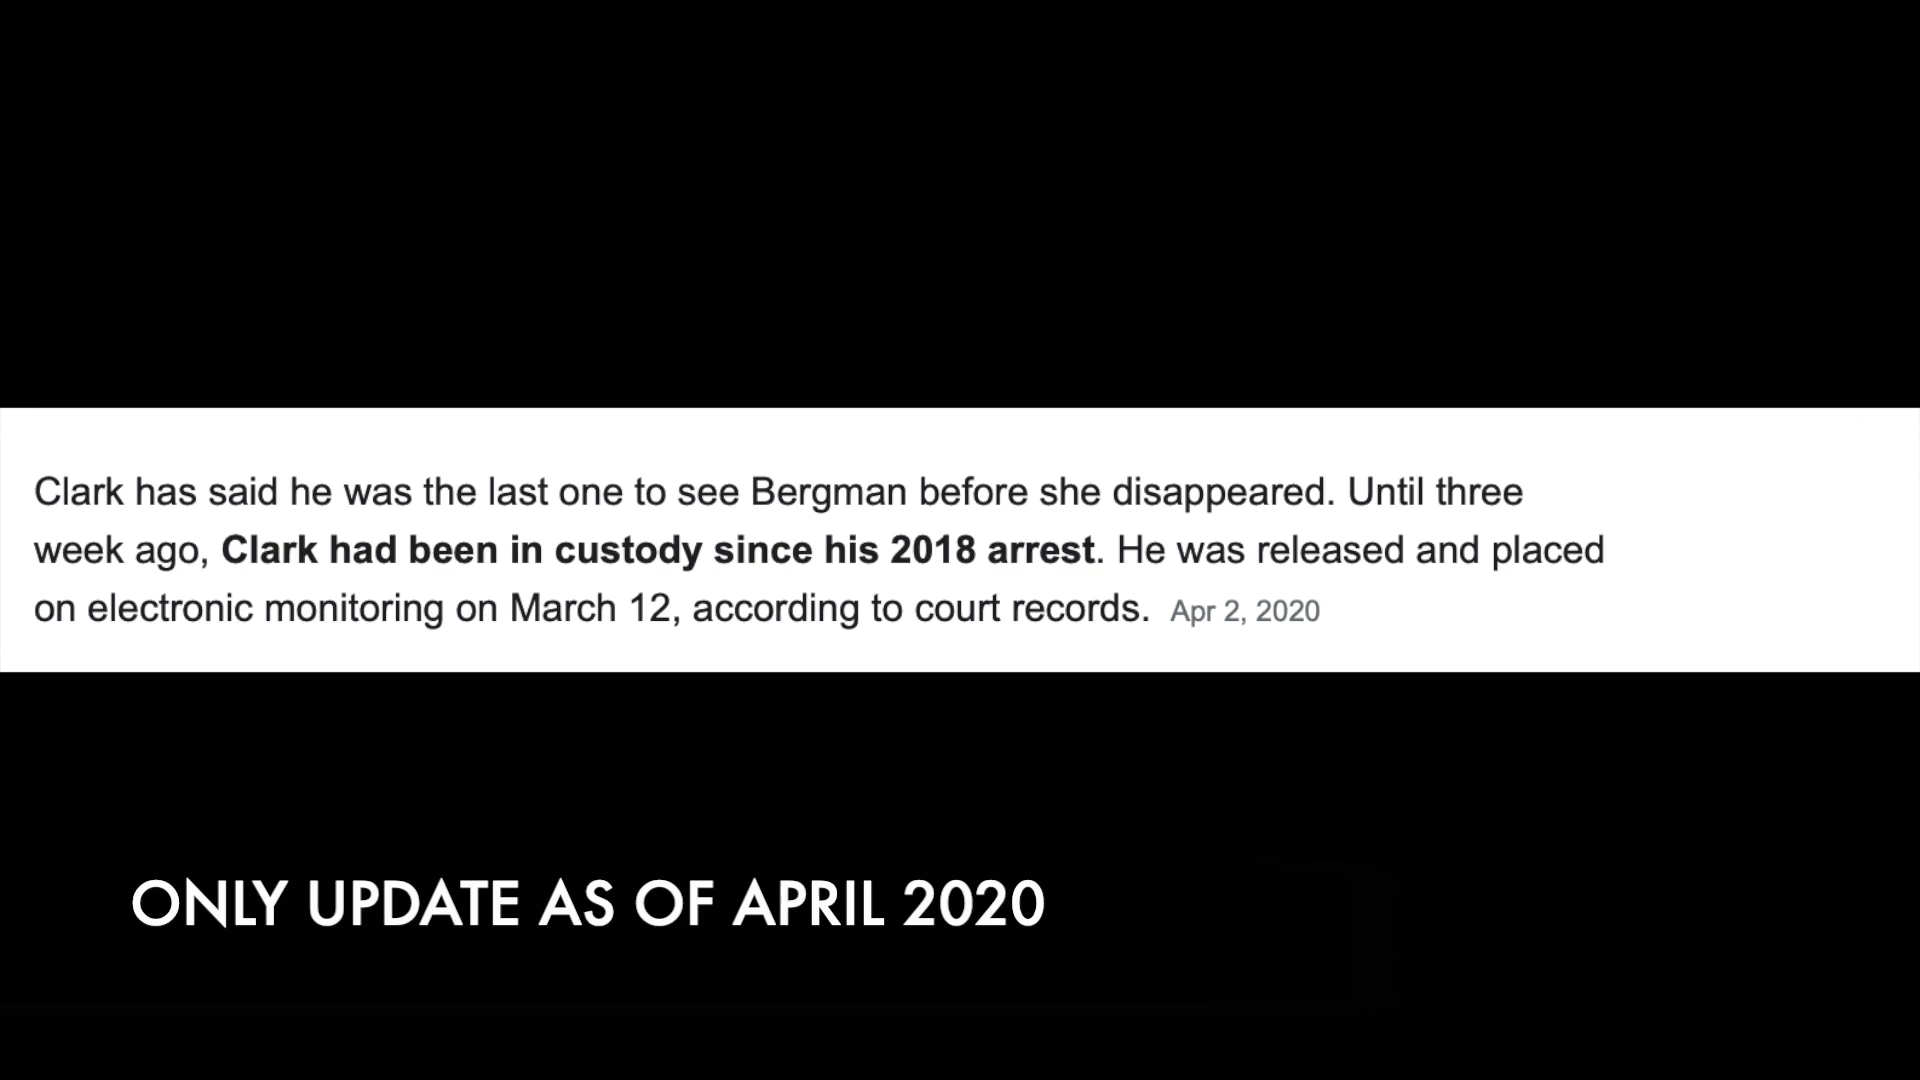 Clark has said he was the last one to see Bergman before she disappeared. Until three
week ago, Clark had been in custody since his 2018 arrest. He was released and placed
on electronic monitoring on March 12, according to court records. Apr 2, 2020
ONLY UPDATE AS OF APRIL 2020